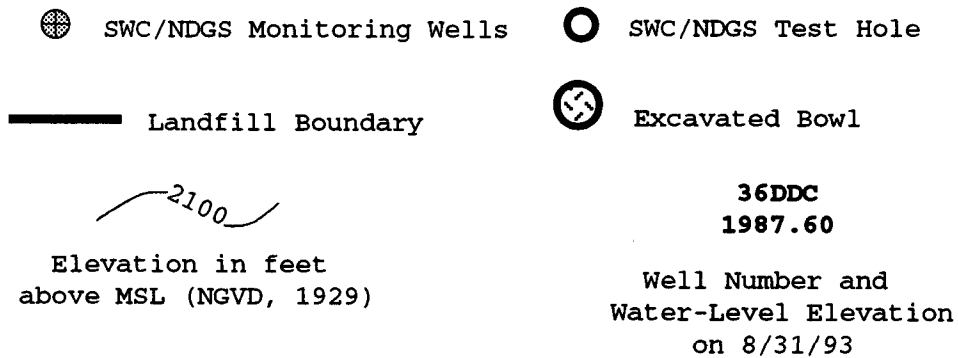 SWC/NDGS Monitoring Wells
SWC/NDGS Test Hole
Landfill Boundary
Excavated Bowl
2100
Elevation in feet
above MSL (NGVD, 1929)
36DDC
1987.60
Well Number and
Water-Level Elevation
on 8/31/93